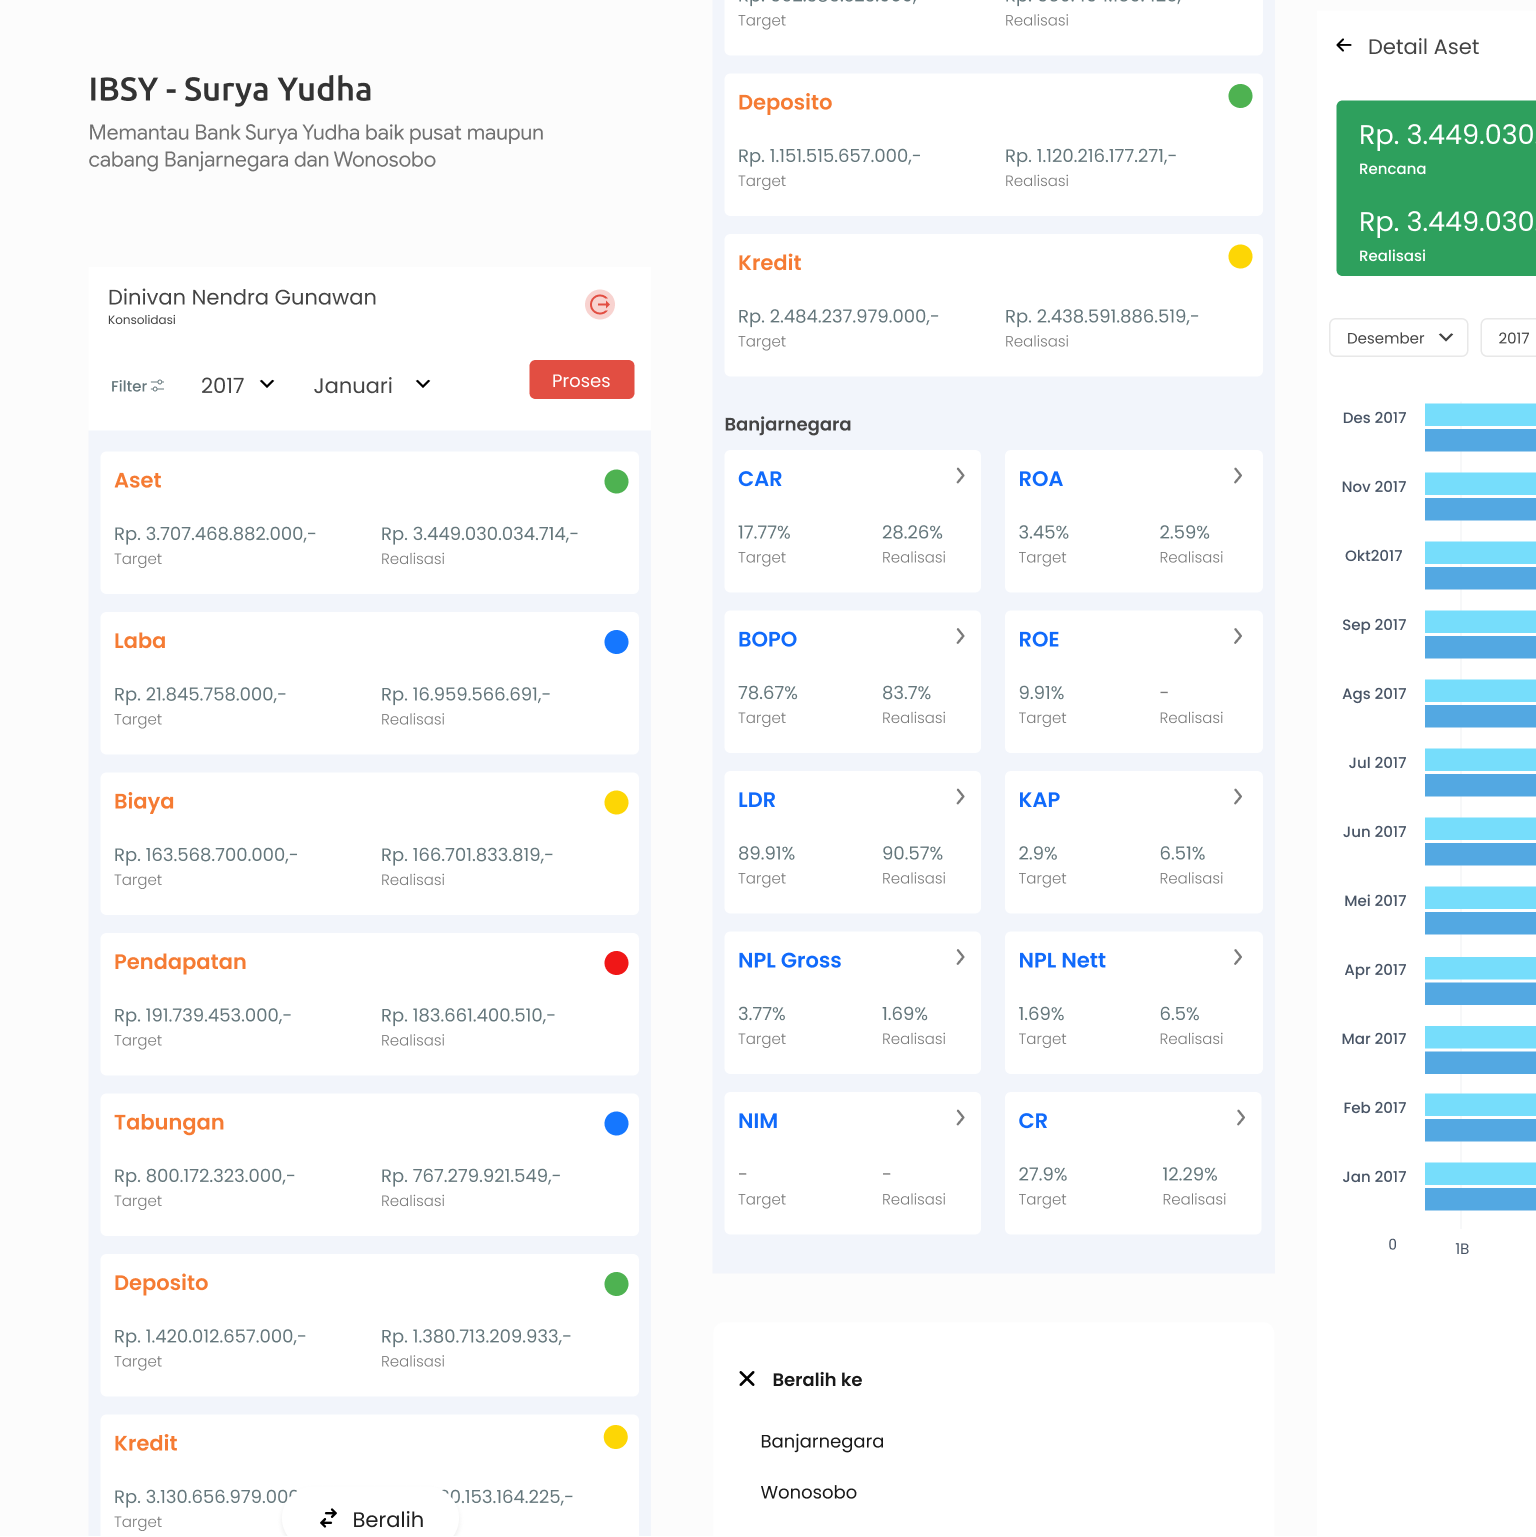 IBSY - Surya Yudha
Memantau Bank Surya Yudha baik pusat maupun
cabang Banjarnegara dan Wonosobo
Dinivan Nendra Gunawan
Konsolidasi
Filter 2017 Januari Proses
Aset
Rp. 3.707.468.882.000,- Rp. 3.449.030.034.714,-
Target Realisasi
Laba
Rp. 21.845.758.000,- Rp. 16.959.566.691,-
Target Realisasi
Biaya
Rp. 163.568.700.000,- Rp. 166.701.833.819,-
Target Realisasi
Pendapatan
Rp. 191.739.453.000,- Rp. 183.661.400.510,-
Target Realisasi
Tabungan
Rp. 800.172.323.000,- Rp. 767.279.921.549,-
Target Realisasi
Deposito
Rp. 1.420.012.657.000,- Rp. 1.380.713.209.933,-
Target Realisasi
Kredit
Rp. 3.130.656.979.000 0.153.164.225,-
Target
Beralih
Target Realisasi
Deposito
Rp. 1.151.515.657.000,- Rp. 1.120.216.177.271,-
Target Realisasi
Kredit
Rp. 2.484.237.979.000,- Rp. 2.438.591.886.519,-
Target Realisasi
Banjarnegara
CAR
17.77% 28.26%
Target Realisasi
ROA
3.45% 2.59%
Target Realisasi
BOPO
78.67% 83.7%
Target Realisasi
ROE
9.91% -
Target Realisasi
LDR
89.91% 90.57%
Target Realisasi
KAP
2.9% 6.51%
Target Realisasi
NPL Gross
3.77% 1.69%
Target Realisasi
NPL Nett
1.69% 6.5%
Target Realisasi
NIM
- -
Target Realisasi
CR
27.9% 12.29%
Target Realisasi
Beralih ke
Banjarnegara
Wonosobo
Detail Aset
Rp. 3.449.030.
Rencana
Rp. 3.449.030.
Realisasi
Desember 2017
Des 2017
Nov 2017
Okt2017
Sep 2017
Ags 2017
Jul 2017
Jun 2017
Mei 2017
Apr 2017
Mar 2017
Feb 2017
Jan 2017
0 1B